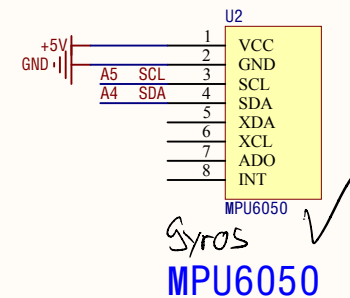 U2
+5V 1 VCC
GND 2 GND
A5 SCL 3 SCL
A4 SDA 4 SDA
5 XDA
6 XCL
7 ADO
8 INT
MPU6050
Gyros
MPU6050